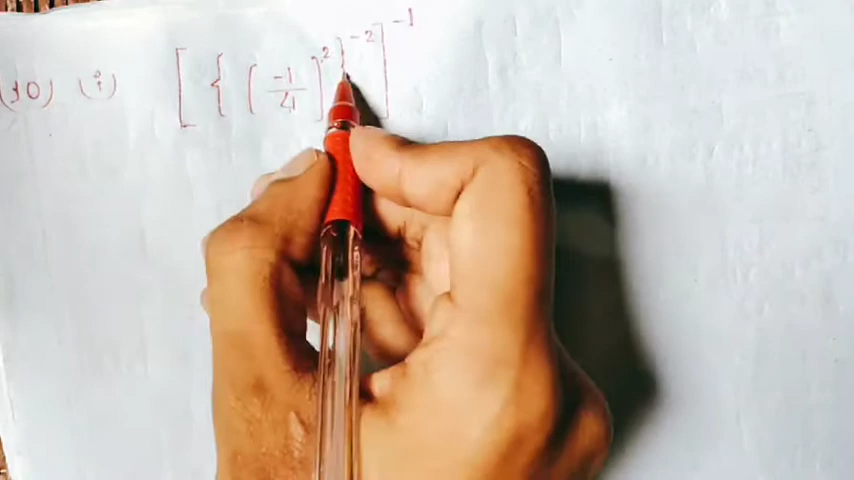 (10) (i) [ { ( -1/4 )^2 }^-2 ]^-1